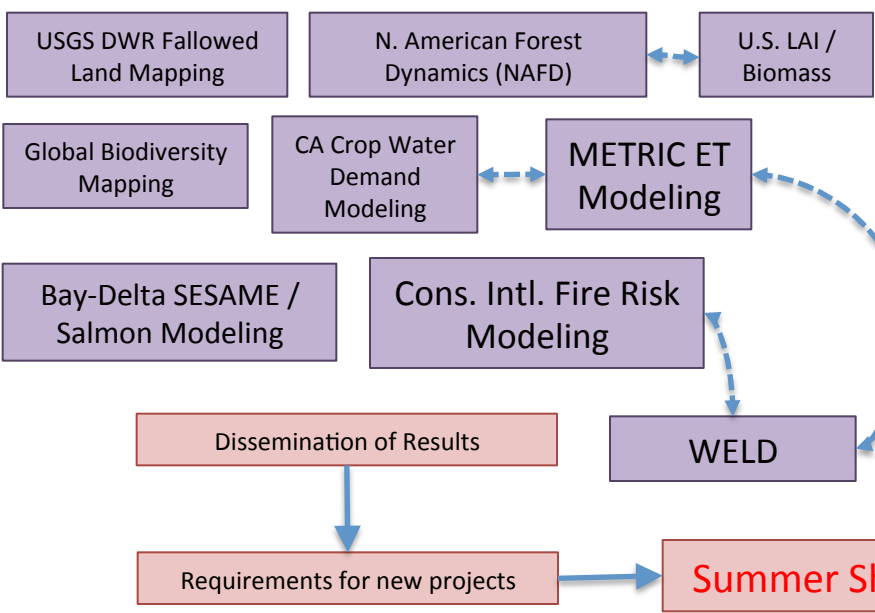 USGS DWR Fallowed
Land Mapping
N. American Forest
Dynamics (NAFD)
U.S. LAI /
Biomass
Global Biodiversity
Mapping
CA Crop Water
Demand
Modeling
METRIC ET
Modeling
Bay-Delta SESAME /
Salmon Modeling
Cons. Intl. Fire Risk
Modeling
WELD
Dissemination of Results
Requirements for new projects
Summer